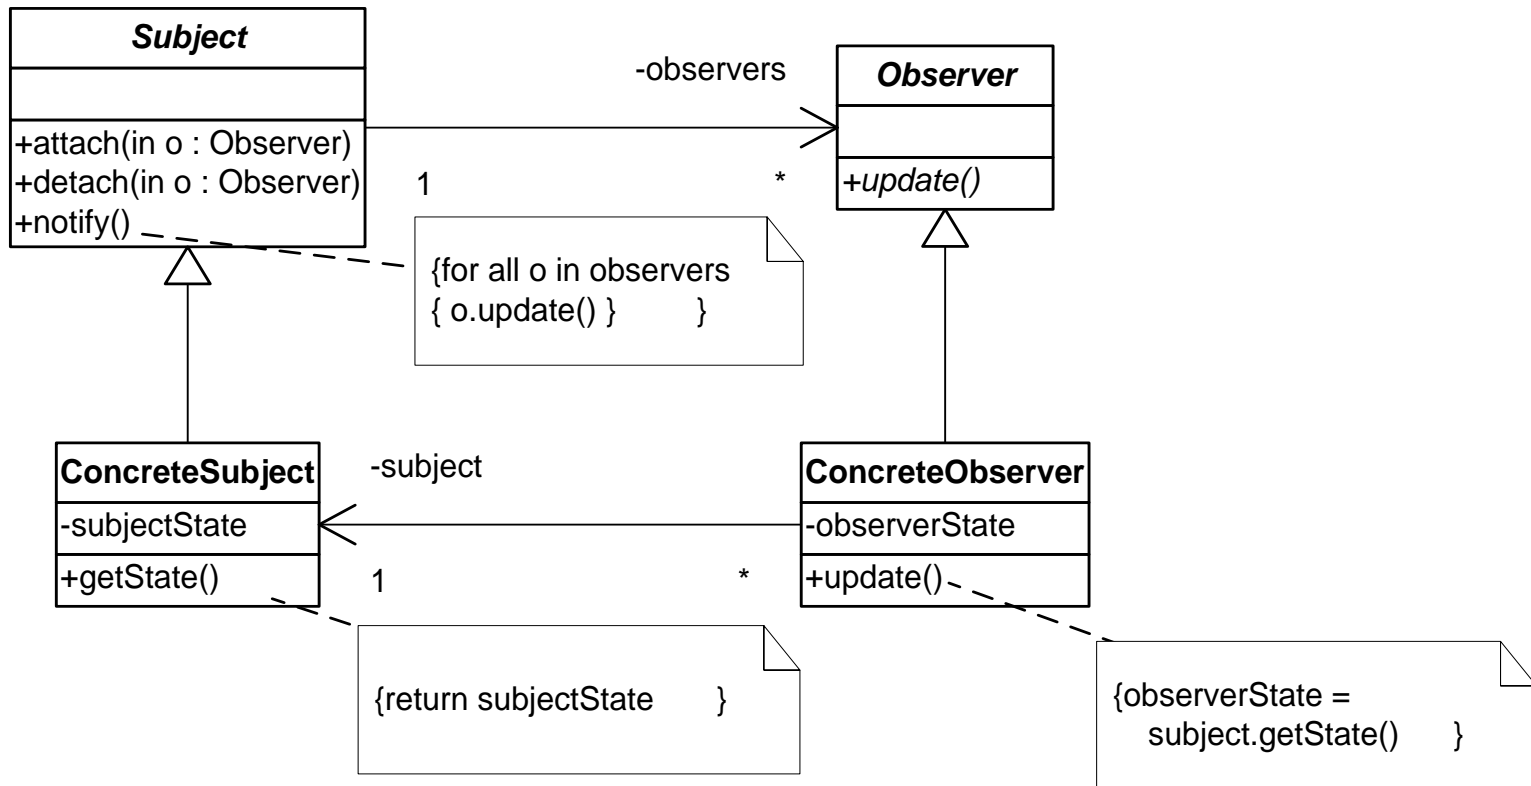 Subject
+attach(in o : Observer)
+detach(in o : Observer)
+notify()
-observers
1
*
Observer
+update()
{for all o in observers
{ o.update() } }
ConcreteSubject
-subjectState
+getState()
-subject
1
*
ConcreteObserver
-observerState
+update()
{return subjectState }
{observerState =
subject.getState() }